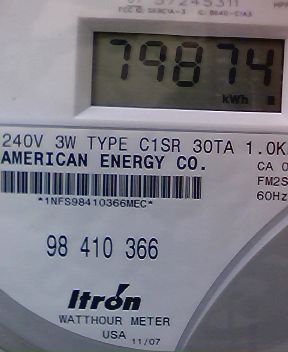 79874
kWh
240V 3W TYPE C1SR 30TA 1.0K
AMERICAN ENERGY CO.
CA 0
FM2S
60Hz
*1NFS98410366MEC*
98 410 366
Itron
WATTHOUR METER
USA 11/07